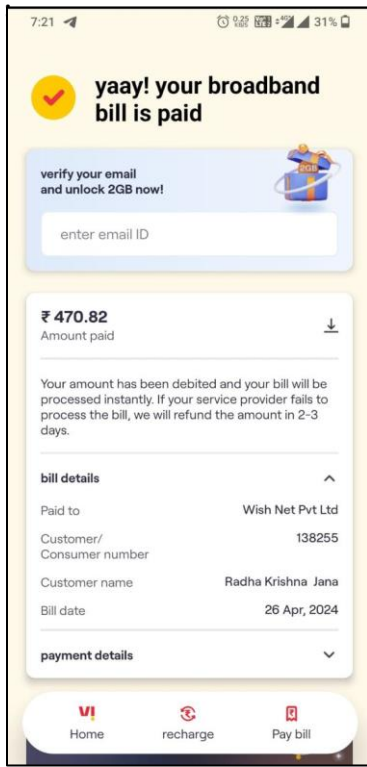 7:21 31%
yaay! your broadband
bill is paid
verify your email
and unlock 2GB now!
2GB
enter email ID
₹ 470.82
Amount paid
Your amount has been debited and your bill will be
processed instantly. If your service provider fails to
process the bill, we will refund the amount in 2-3
days.
bill details
Paid to Wish Net Pvt Ltd
Customer/ 138255
Consumer number
Customer name Radha Krishna Jana
Bill date 26 Apr, 2024
payment details
VI
Home recharge Pay bill